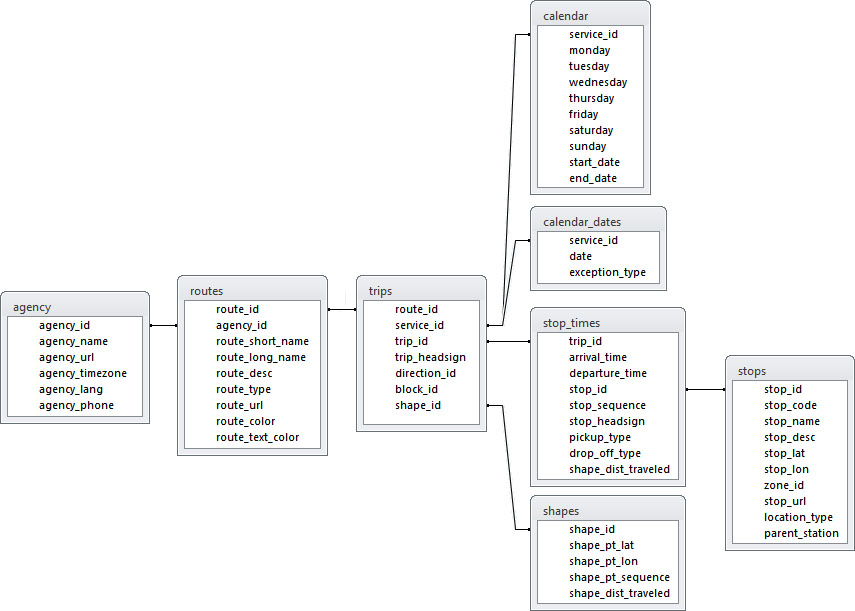 agency
agency_id
agency_name
agency_url
agency_timezone
agency_lang
agency_phone
routes
route_id
agency_id
route_short_name
route_long_name
route_desc
route_type
route_url
route_color
route_text_color
trips
route_id
service_id
trip_id
trip_headsign
direction_id
block_id
shape_id
calendar
service_id
monday
tuesday
wednesday
thursday
friday
saturday
sunday
start_date
end_date
calendar_dates
service_id
date
exception_type
stop_times
trip_id
arrival_time
departure_time
stop_id
stop_sequence
stop_headsign
pickup_type
drop_off_type
shape_dist_traveled
shapes
shape_id
shape_pt_lat
shape_pt_lon
shape_pt_sequence
shape_dist_traveled
stops
stop_id
stop_code
stop_name
stop_desc
stop_lat
stop_lon
zone_id
stop_url
location_type
parent_station